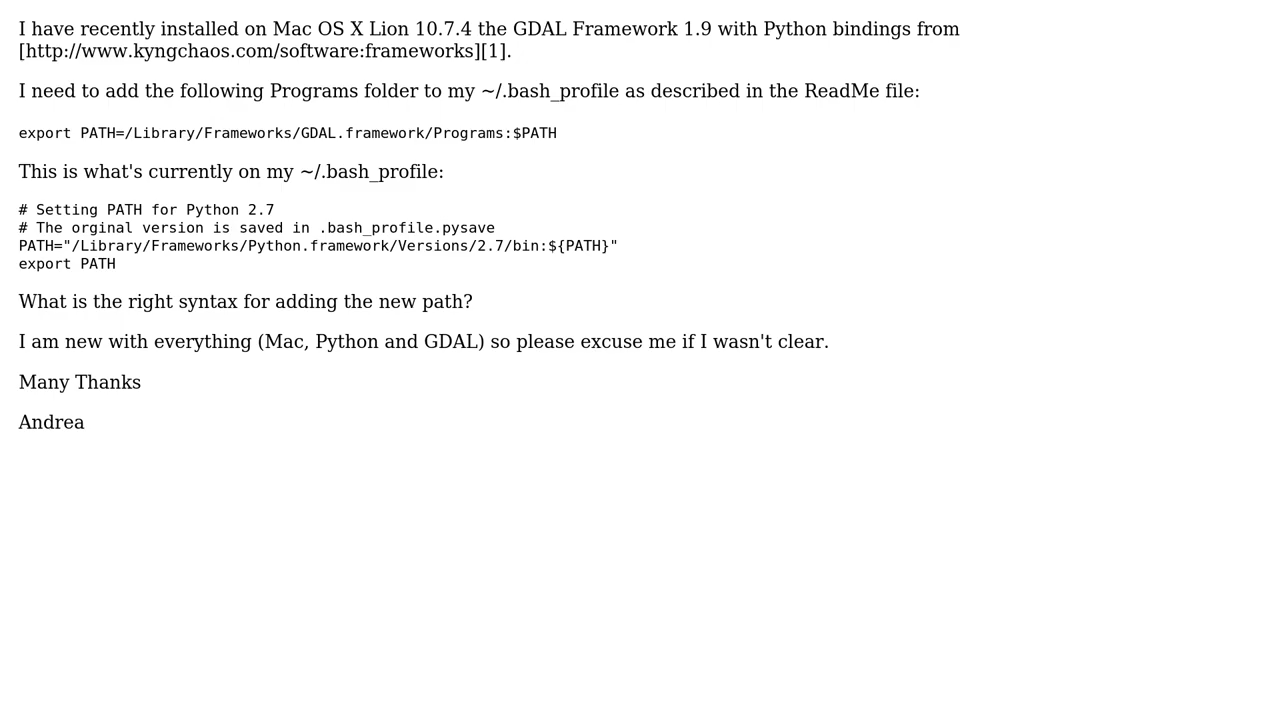 I have recently installed on Mac OS X Lion 10.7.4 the GDAL Framework 1.9 with Python bindings from
[http://www.kyngchaos.com/software:frameworks][1].
I need to add the following Programs folder to my ~/.bash_profile as described in the ReadMe file:
export PATH=/Library/Frameworks/GDAL.framework/Programs:$PATH
This is what's currently on my ~/.bash_profile:
# Setting PATH for Python 2.7
# The orginal version is saved in .bash_profile.pysave
PATH="/Library/Frameworks/Python.framework/Versions/2.7/bin:${PATH}"
export PATH
What is the right syntax for adding the new path?
I am new with everything (Mac, Python and GDAL) so please excuse me if I wasn't clear.
Many Thanks
Andrea